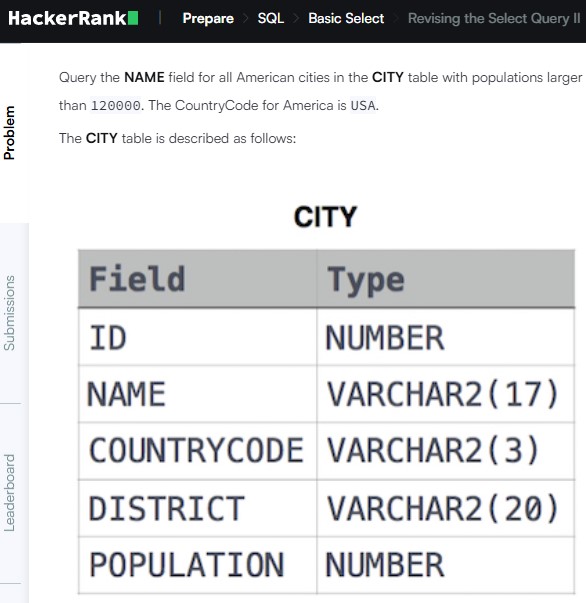 HackerRank | Prepare > SQL > Basic Select > Revising the Select Query II
Problem
Submissions
Leaderboard
Query the NAME field for all American cities in the CITY table with populations larger
than 120000. The CountryCode for America is USA.
The CITY table is described as follows:
CITY
Field Type
ID NUMBER
NAME VARCHAR2(17)
COUNTRYCODE VARCHAR2(3)
DISTRICT VARCHAR2(20)
POPULATION NUMBER